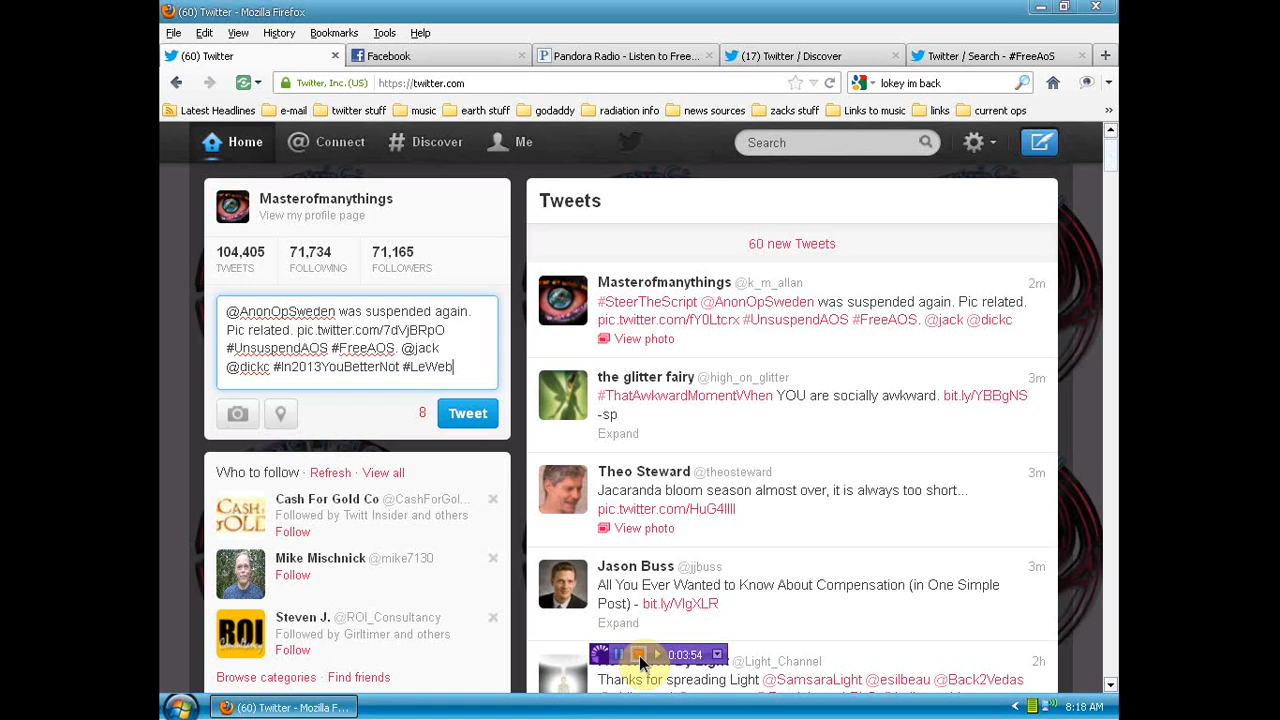 (60) Twitter - Mozilla Firefox
File Edit View History Bookmarks Tools Help
(60) Twitter × Facebook × Pandora Radio - Listen to Free... × (17) Twitter / Discover × Twitter / Search - #FreeAoS × +
Twitter, Inc. (US) https://twitter.com lokey im back
Latest Headlines e-mail twitter stuff music earth stuff godaddy radiation info news sources zacks stuff Links to music links current ops »
Home @ Connect # Discover Me Search
Masterofmanythings
View my profile page
104,405 71,734 71,165
TWEETS FOLLOWING FOLLOWERS
@AnonOpSweden was suspended again.
Pic related. pic.twitter.com/7dVjBRpO
#UnsuspendAOS #FreeAOS. @jack
@dickc #In2013YouBetterNot #LeWeb
8 Tweet
Who to follow · Refresh · View all
Cash For Gold Co @CashForGol... ×
Followed by Twitt Insider and others
Follow
Mike Mischnick @mike7130 ×
Follow
Steven J. @ROI_Consultancy ×
Followed by Girltimer and others
Follow
Browse categories · Find friends
CASH
GOLD
ROI
Tweets
60 new Tweets
Masterofmanythings @k_m_allan 2m
#SteerTheScript @AnonOpSweden was suspended again. Pic related.
pic.twitter.com/fY0Ltcrx #UnsuspendAOS #FreeAOS. @jack @dickc
View photo
the glitter fairy @high_on_glitter 3m
#ThatAwkwardMomentWhen YOU are socially awkward. bit.ly/YBBgNS
-sp
Expand
Theo Steward @theosteward 3m
Jacaranda bloom season almost over, it is always too short...
pic.twitter.com/HuG4IIII
View photo
Jason Buss @jjbuss 3m
All You Ever Wanted to Know About Compensation (in One Simple
Post) - bit.ly/VIgXLR
Expand
0:03:54
Light @Light_Channel 2h
Thanks for spreading Light @SamsaraLight @esilbeau @Back2Vedas
(60) Twitter - Mozilla F... 8:18 AM